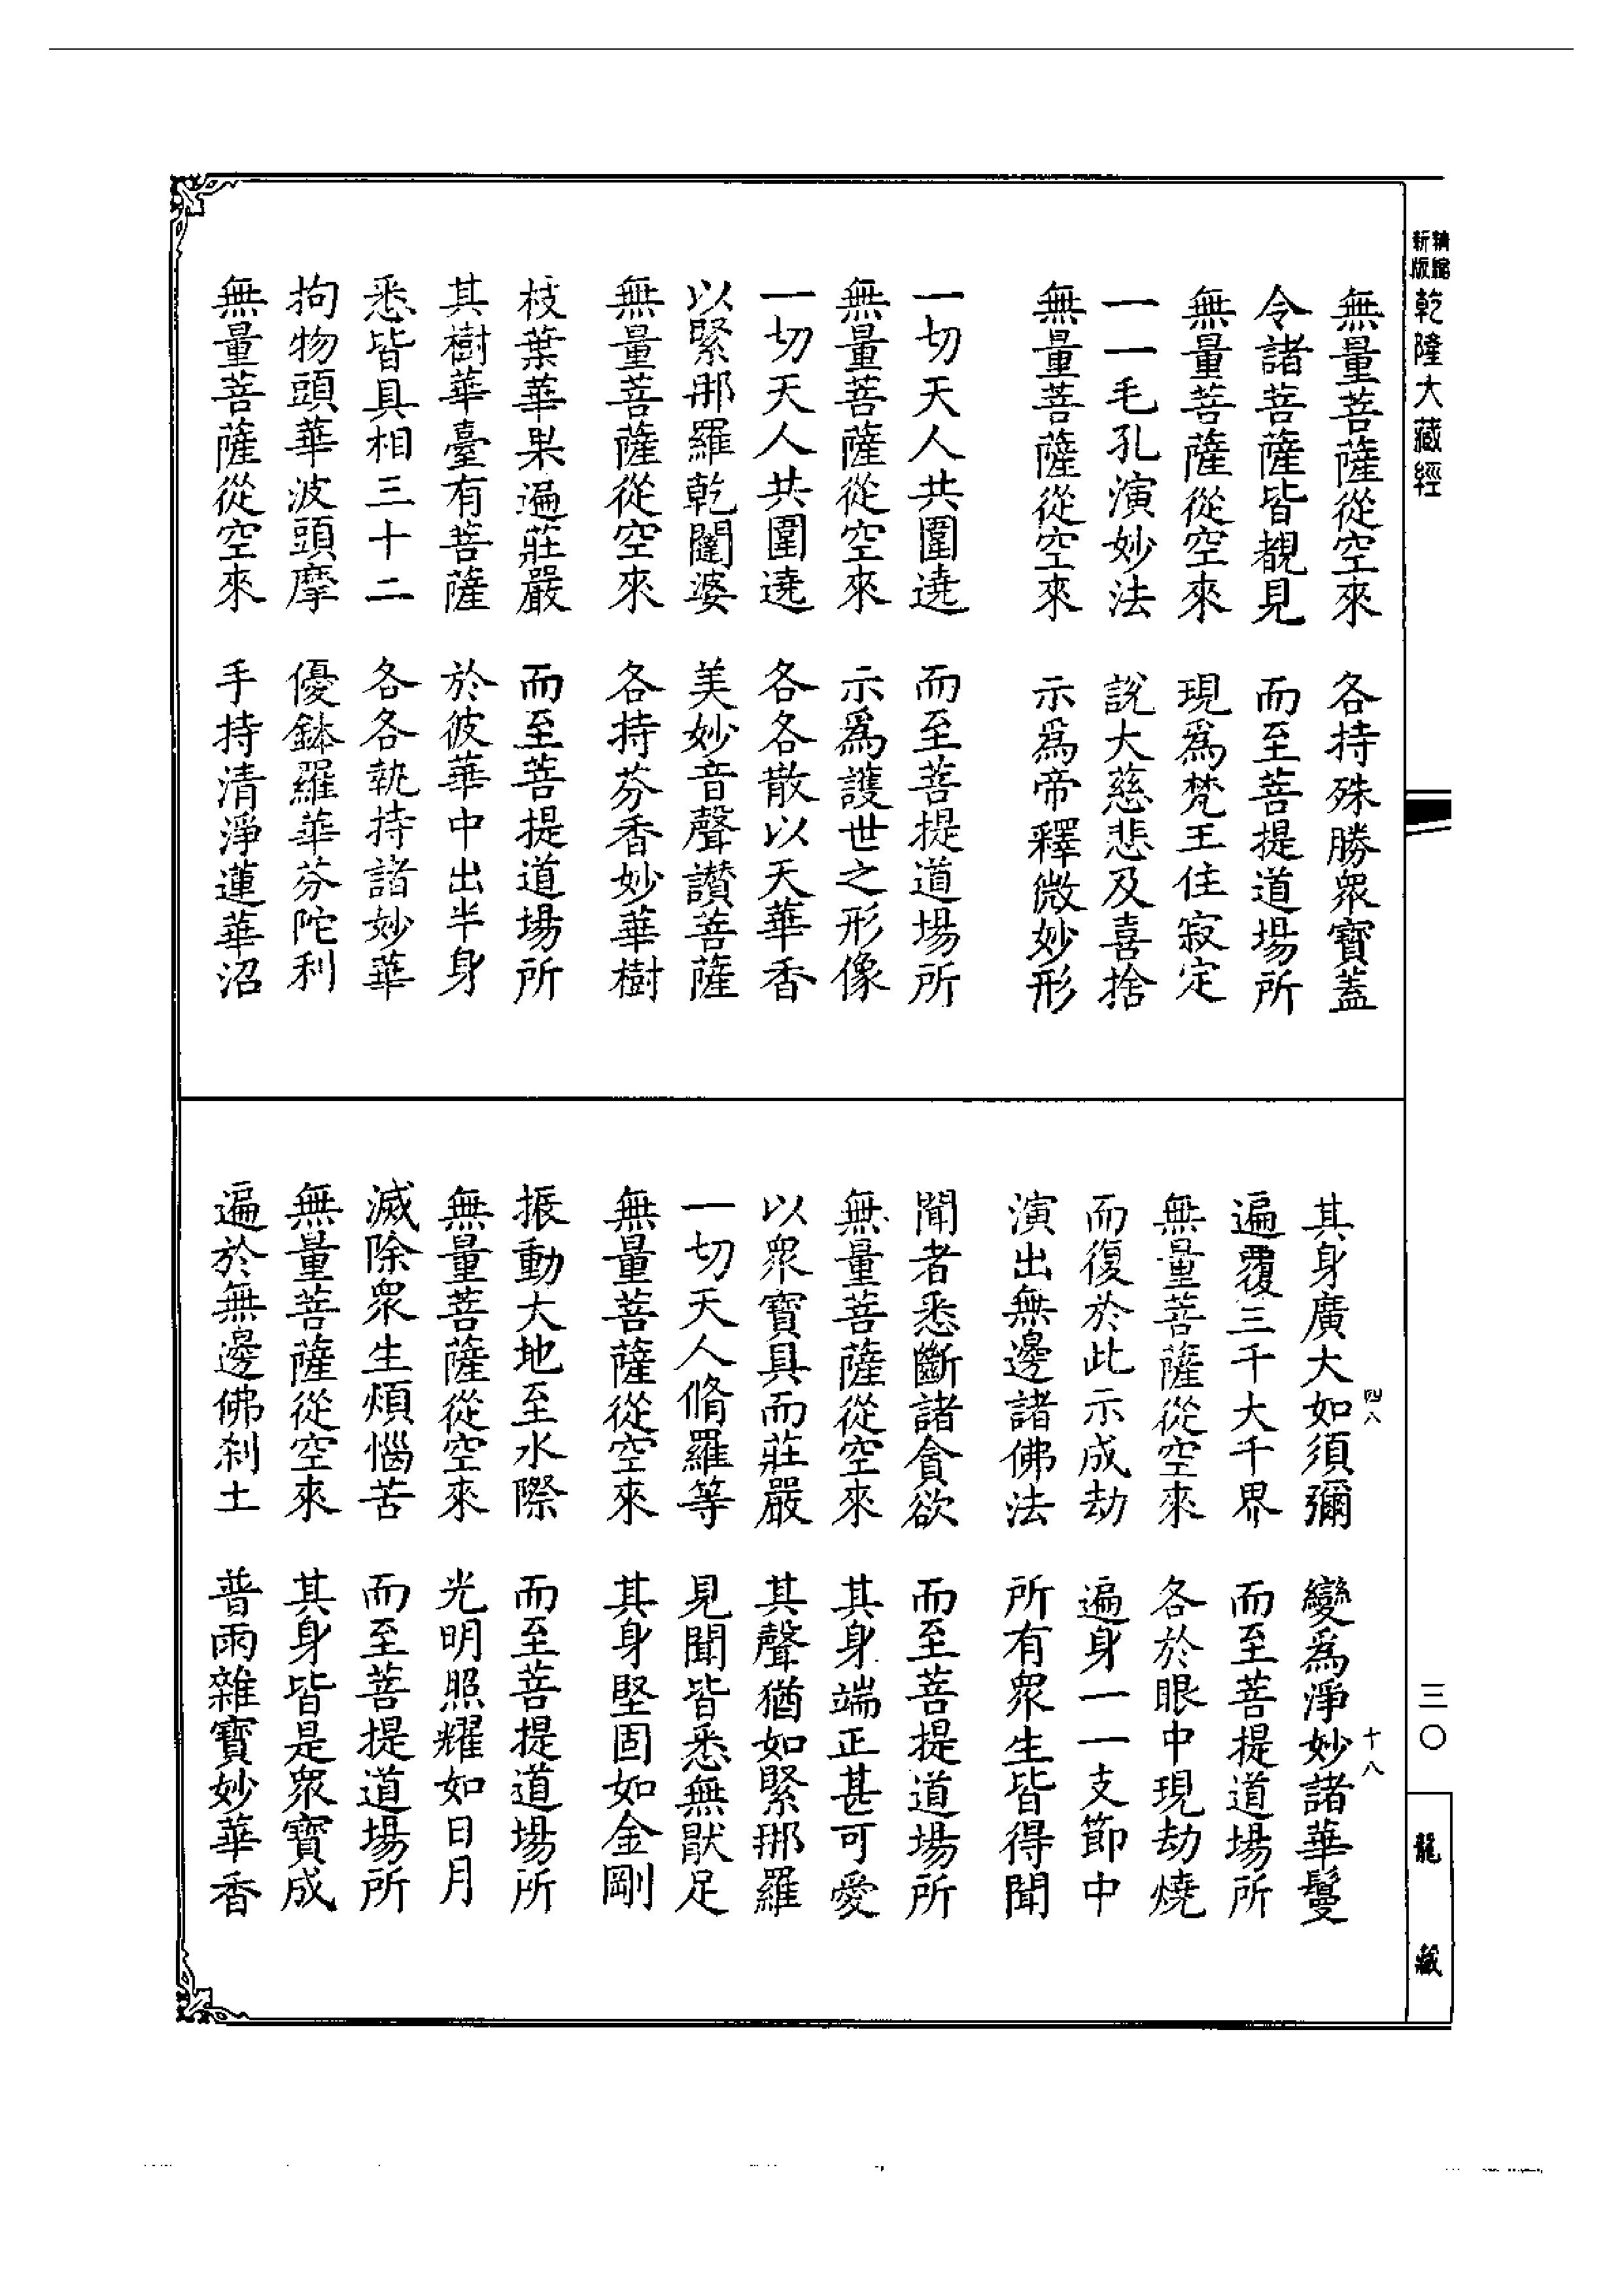 新版精縮 乾隆大藏經
無量菩薩從空來 各持殊勝衆寶蓋
令諸菩薩皆覩見 而至菩提道場所
無量菩薩從空來 現爲梵王住寂定
一一毛孔演妙法 說大慈悲及喜捨
無量菩薩從空來 示爲帝釋微妙形
一切天人共圍遶 而至菩提道場所
無量菩薩從空來 示爲護世之形像
一切天人共圍遶 各各散以天華香
以緊那羅乾闥婆 美妙音聲讃菩薩
無量菩薩從空來 各持芬香妙華樹
枝葉華果遍莊嚴 而至菩提道場所
其樹華臺有菩薩 於彼華中出半身
悉皆具相三十二 各各執持諸妙華
拘物頭華波頭摩 優鉢羅華芬陀利
無量菩薩從空來 手持清淨蓮華沼
其身廣大如須彌 變爲淨妙諸華鬘
遍覆三千大千界 而至菩提道場所
無量菩薩從空來 各於眼中現劫燒
而復於此示成劫 遍身一一支節中
演出無邊諸佛法 所有衆生皆得聞
聞者悉斷諸貪欲 而至菩提道場所
無量菩薩從空來 其身端正甚可愛
以衆寶具而莊嚴 其聲猶如緊那羅
一切天人脩羅等 見聞皆悉無猒足
無量菩薩從空來 其身堅固如金剛
振動大地至水際 而至菩提道場所
無量菩薩從空來 光明照耀如日月
滅除衆生煩惱苦 而至菩提道場所
無量菩薩從空來 其身皆是衆寶成
遍於無邊佛刹土 普雨雜寶妙華香
四八
十八
三〇
龍藏